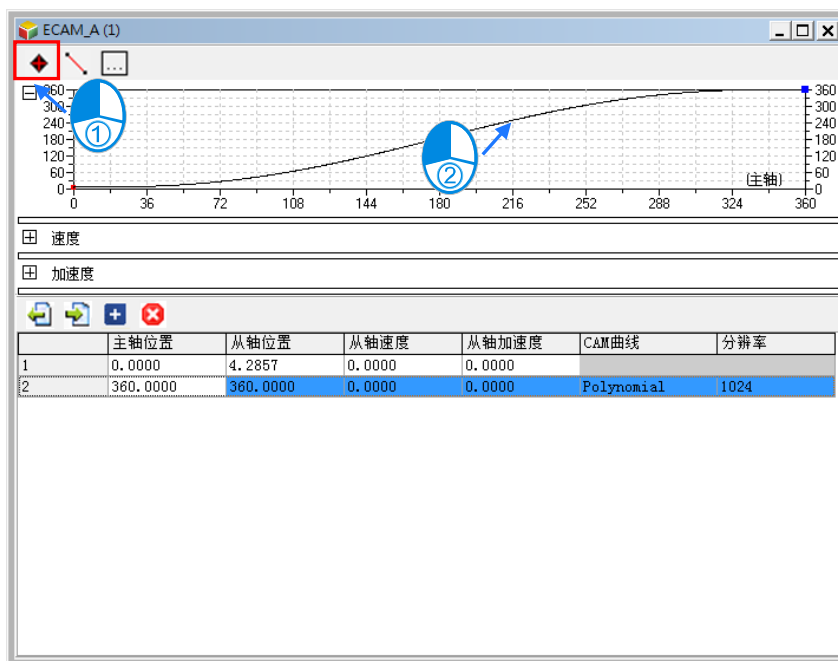 ECAM_A (1)
...
360 360
300 300
240 240
180 180
120 120
60 60
0 0
(主轴)
0 36 72 108 144 180 216 252 288 324 360
① ②
速度
加速度
主轴位置 从轴位置 从轴速度 从轴加速度 CAM曲线 分辨率
1 0.0000 4.2857 0.0000 0.0000
2 360.0000 360.0000 0.0000 0.0000 Polynomial 1024